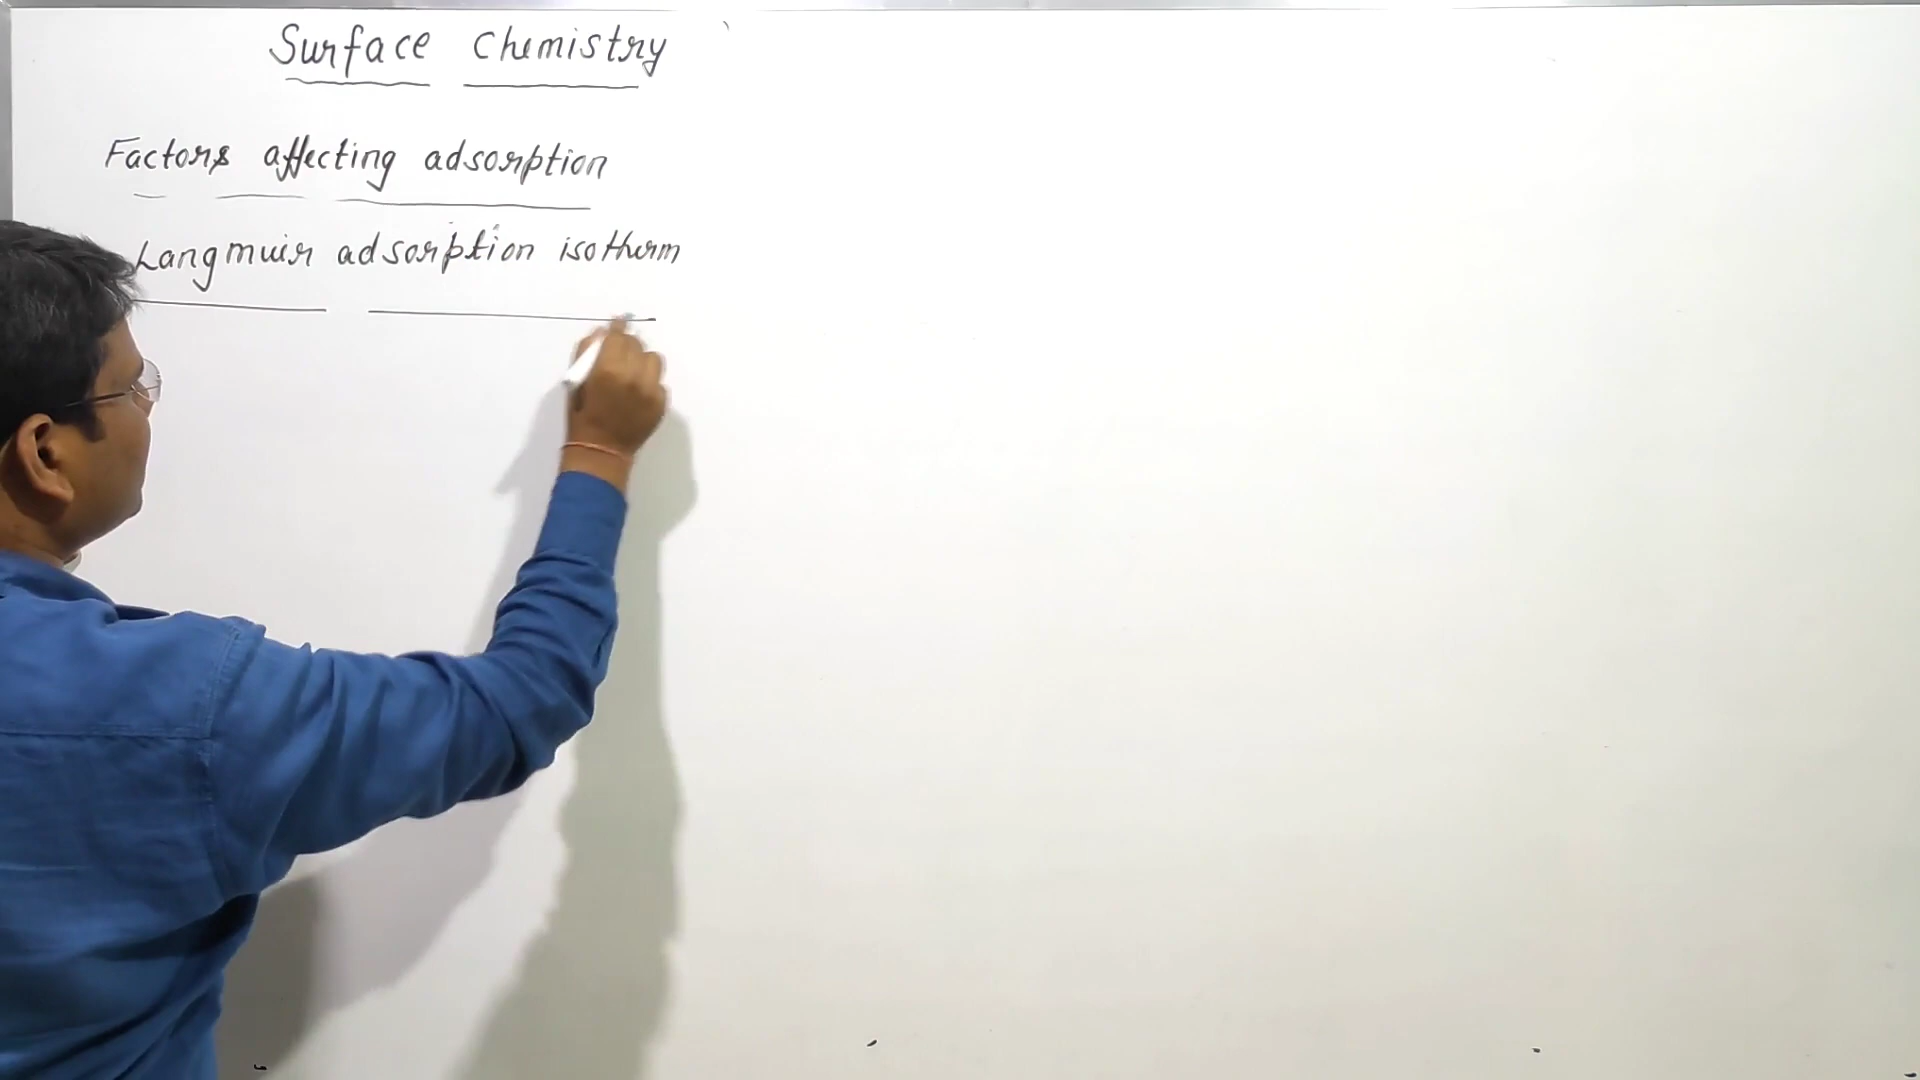 Surface Chemistry
Factors affecting adsorption
Langmuir adsorption isotherm